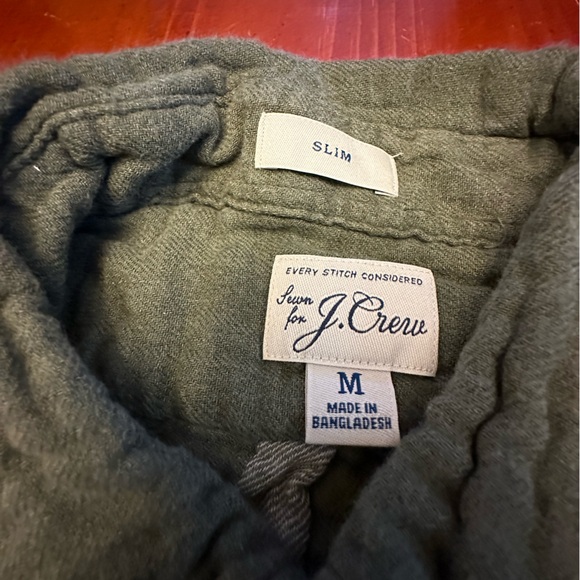 SLIM
EVERY STITCH CONSIDERED
Sewn
for J.Crew
M
MADE IN
BANGLADESH